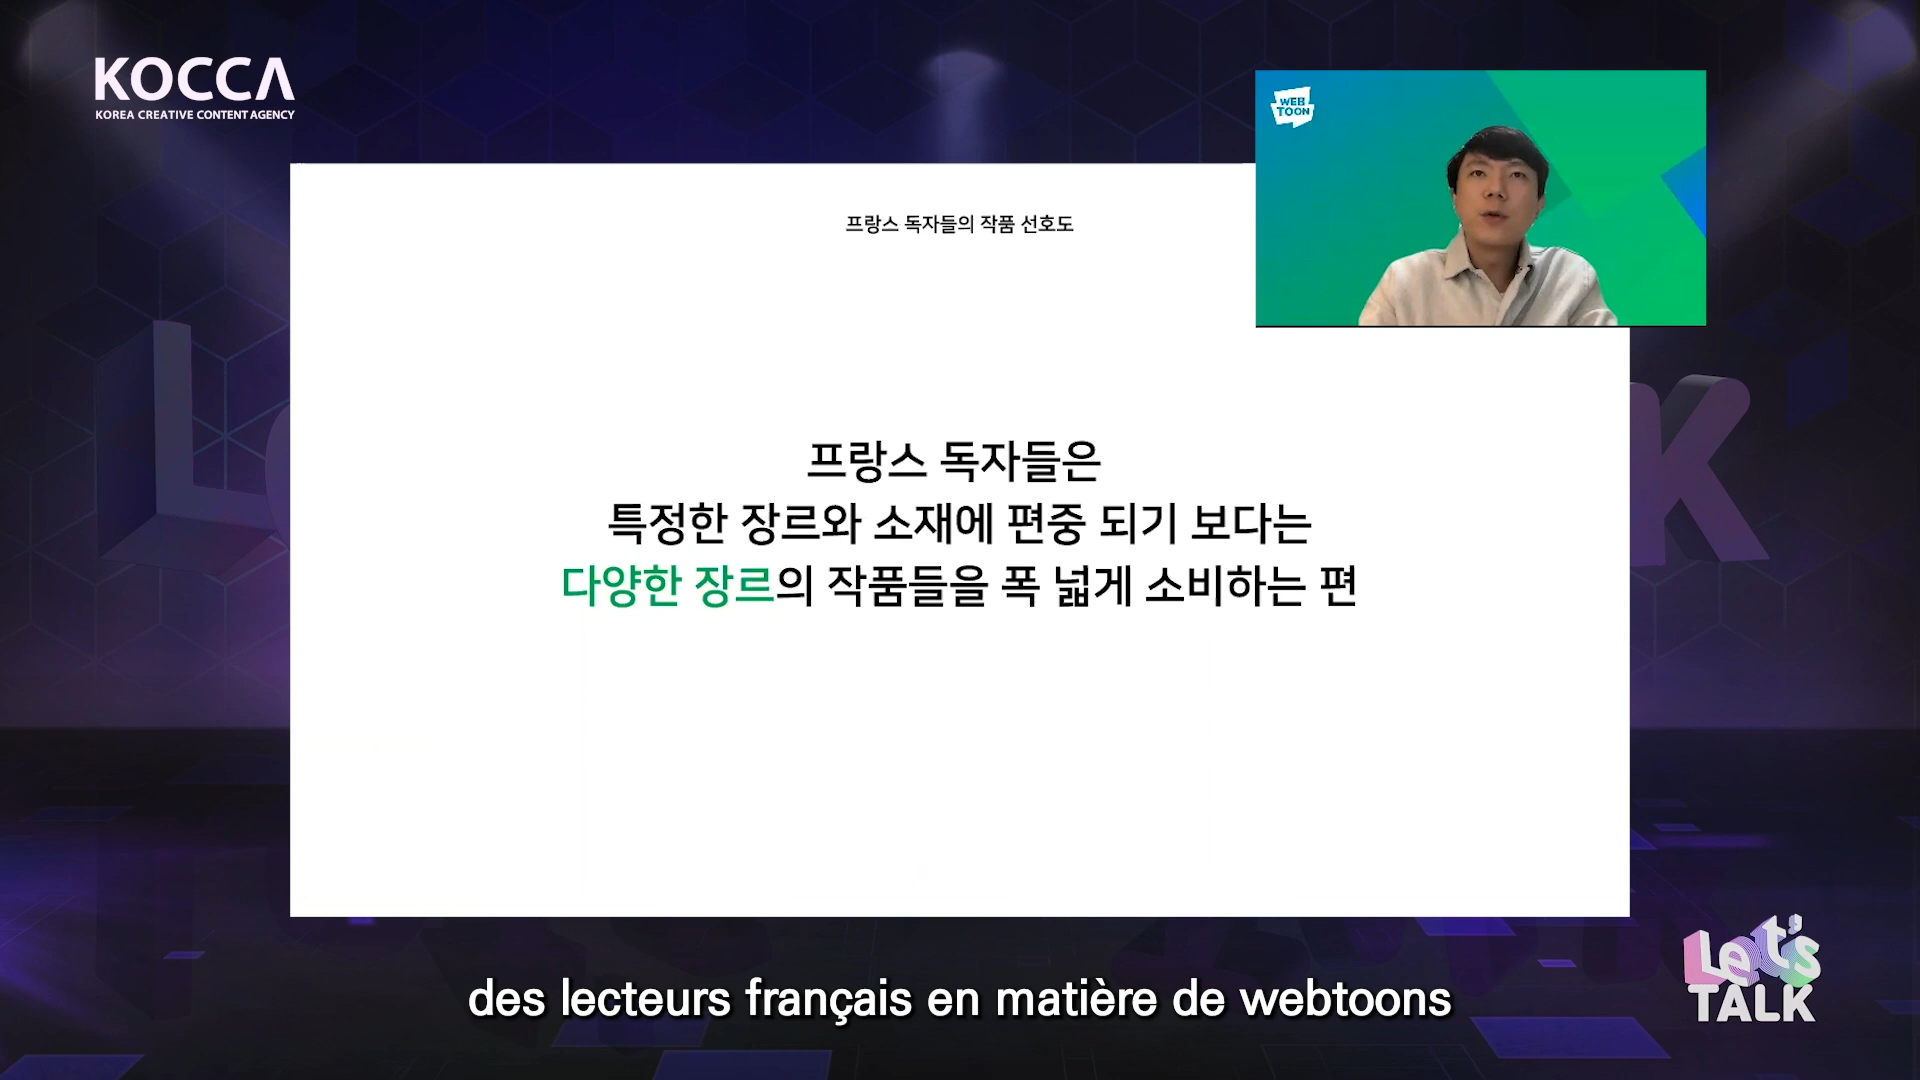 KOCCA
KOREA CREATIVE CONTENT AGENCY
WEB
TOON
프랑스 독자들의 작품 선호도
프랑스 독자들은
특정한 장르와 소재에 편중 되기 보다는
다양한 장르의 작품들을 폭 넓게 소비하는 편
des lecteurs français en matière de webtoons
Let's
TALK